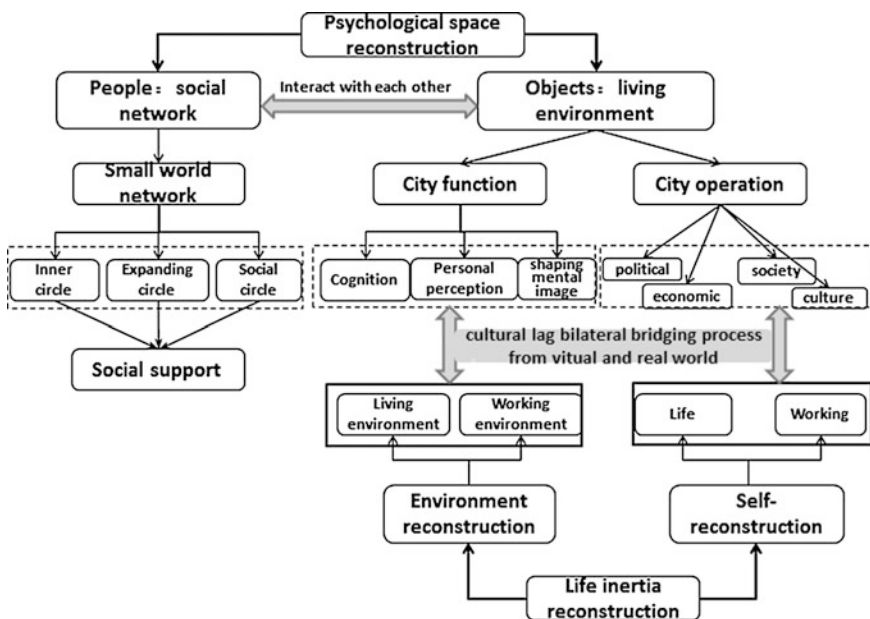 Psychological space
reconstruction
People：social
network
Interact with each other
Objects：living
environment
Small world
network
City function
City operation
Inner
circle
Expanding
circle
Social
circle
Cognition
Personal
perception
shaping
mental
image
political
economic
society
culture
cultural lag bilateral bridging process
from vitual and real world
Social support
Living
environment
Working
environment
Life
Working
Environment
reconstruction
Self-
reconstruction
Life inertia
reconstruction